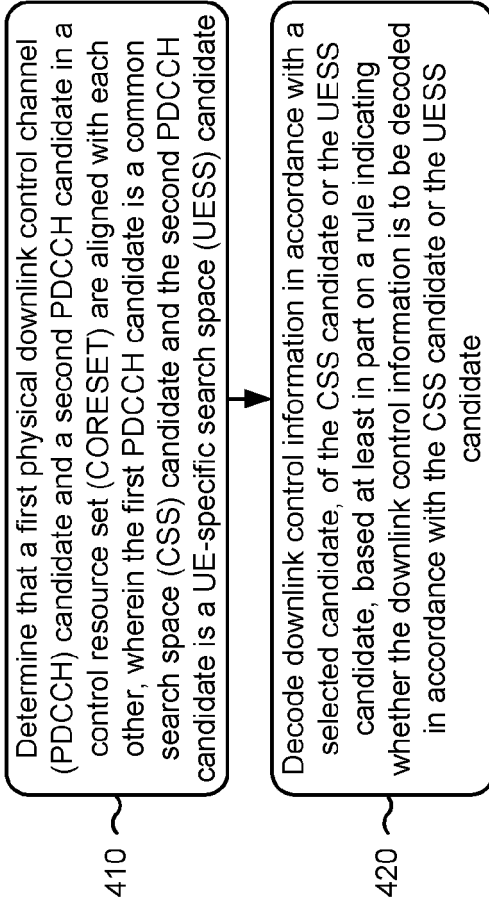 410
Determine that a first physical downlink control channel
(PDCCH) candidate and a second PDCCH candidate in a
control resource set (CORESET) are aligned with each
other, wherein the first PDCCH candidate is a common
search space (CSS) candidate and the second PDCCH
candidate is a UE-specific search space (UESS) candidate
420
Decode downlink control information in accordance with a
selected candidate, of the CSS candidate or the UESS
candidate, based at least in part on a rule indicating
whether the downlink control information is to be decoded
in accordance with the CSS candidate or the UESS
candidate